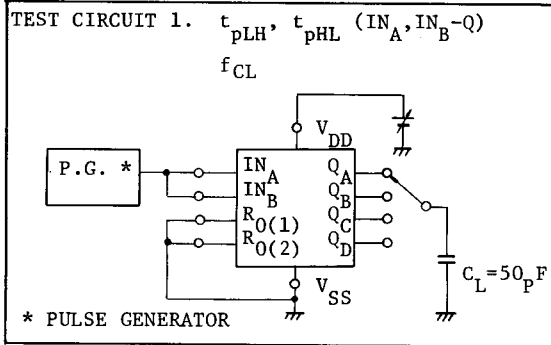 TEST CIRCUIT 1. tpLH, tpHL (INA, INB-Q)
fCL
VDD
P.G. *
INA
INB
RO(1)
RO(2)
QA
QB
QC
QD
CL=50pF
VSS
* PULSE GENERATOR